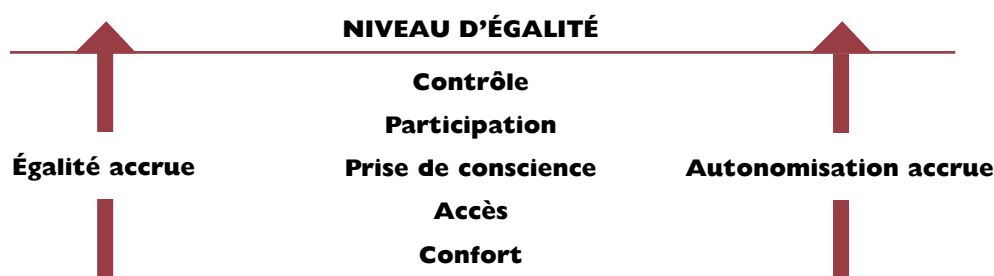 NIVEAU D’ÉGALITÉ
Contrôle
Participation
Égalité accrue
Prise de conscience
Autonomisation accrue
Accès
Confort